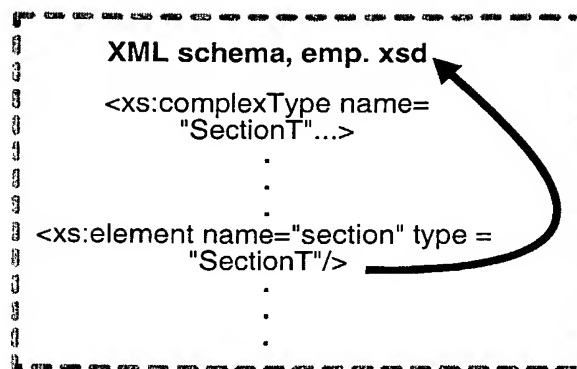 XML schema, emp. xsd
<xs:complexType name=
"SectionT"...>
.
.
.
<xs:element name="section" type =
"SectionT"/>
.
.
.